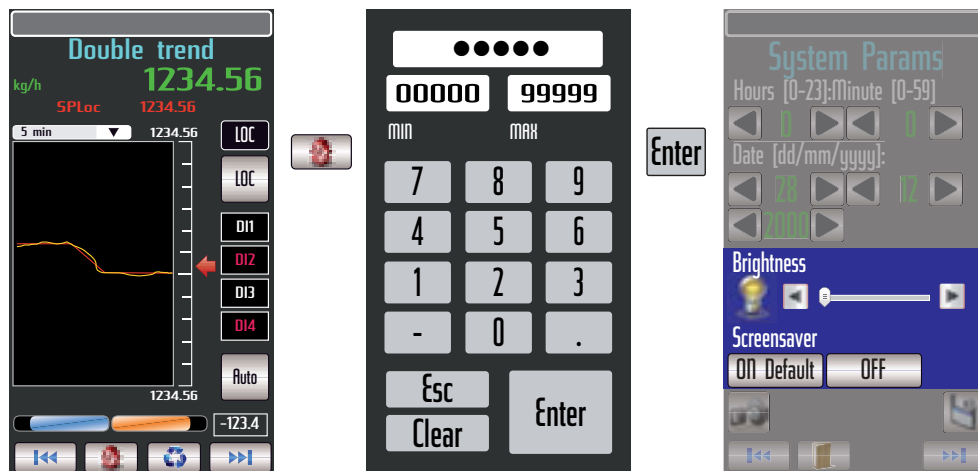 Double trend
kg/h 1234.56
SPLoc 1234.56
5 min ▼ 1234.56
LOC
LOC
DI1
DI2
DI3
DI4
Auto
1234.56
-123.4
●●●●●
00000 99999
MIN MAX
7 8 9
4 5 6
1 2 3
- 0 .
Esc
Clear
Enter
Enter
System Params
Hours [0-23]:Minute [0-59]
0 0
Date [dd/mm/yyyy]:
28 12
2000
Brightness
Screensaver
ON Default OFF